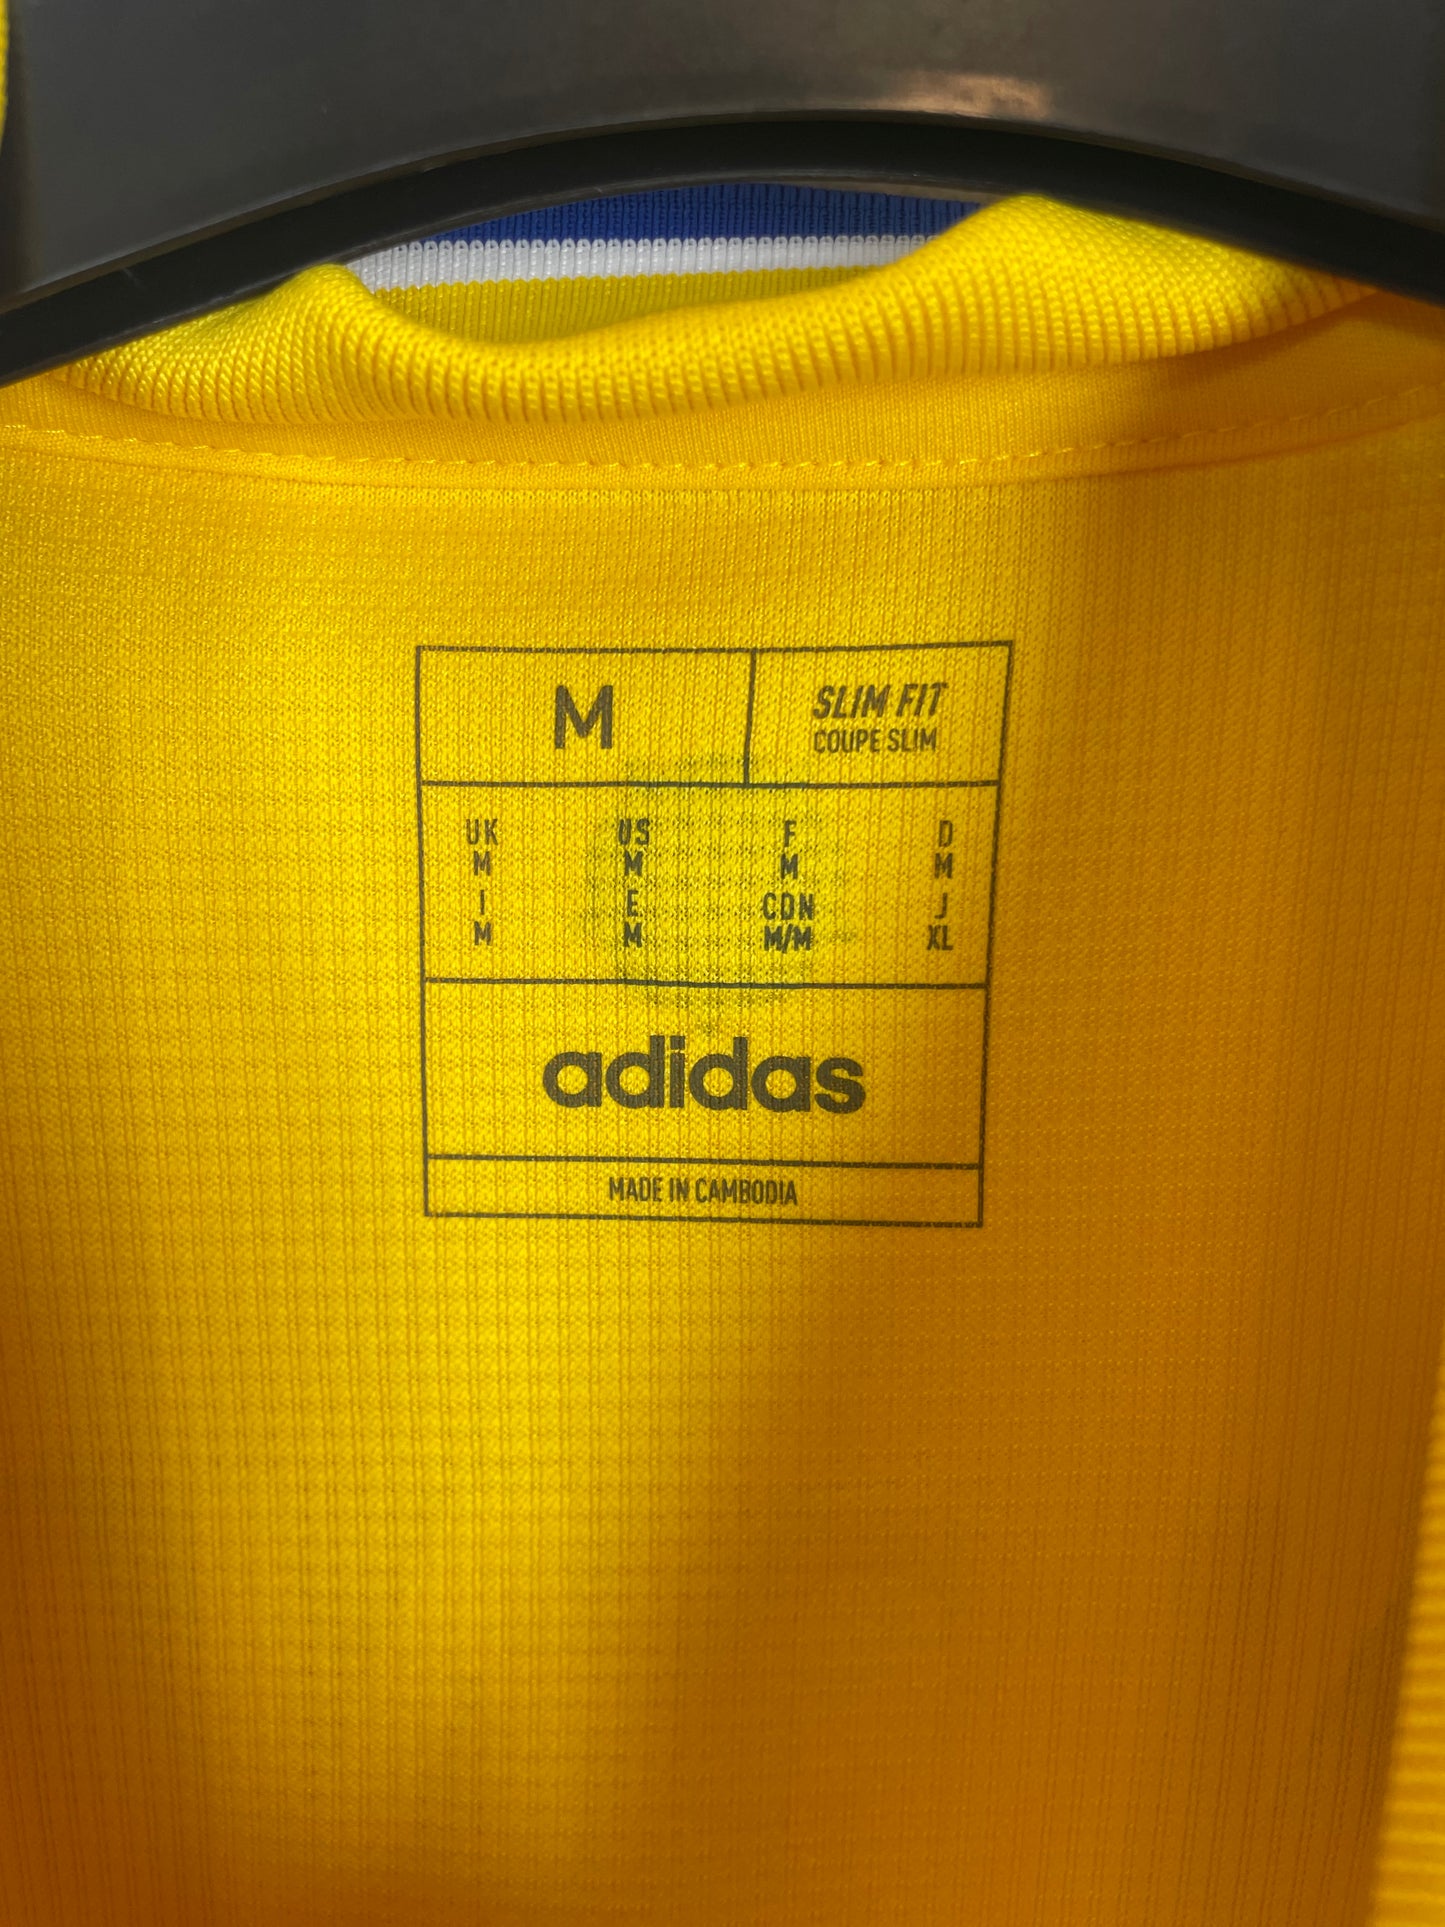 M
SLIM FIT
COUPE SLIM
UK US F D
M M M M
I E CDN J
M M M/M XL
adidas
MADE IN CAMBODIA